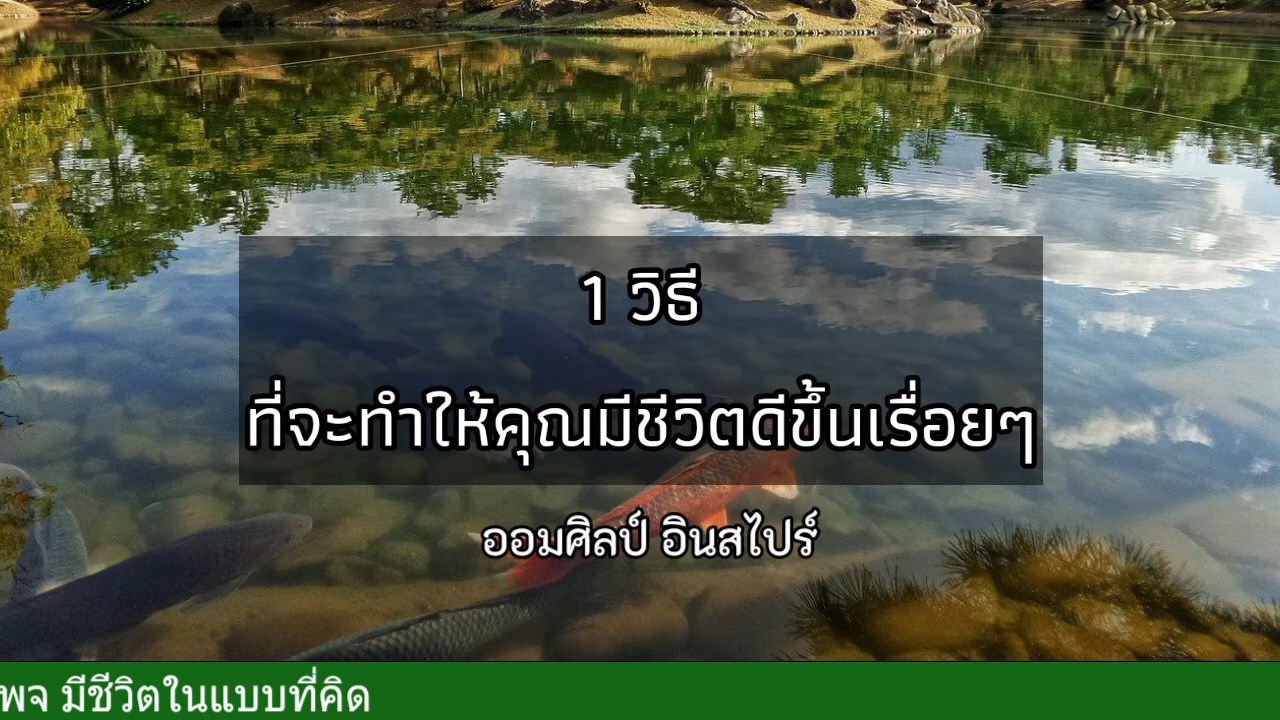 1 วิธี
ที่จะทำให้คุณมีชีวิตดีขึ้นเรื่อยๆ
ออมศิลป์ อินสไปร์
พจ มีชีวิตในแบบที่คิด